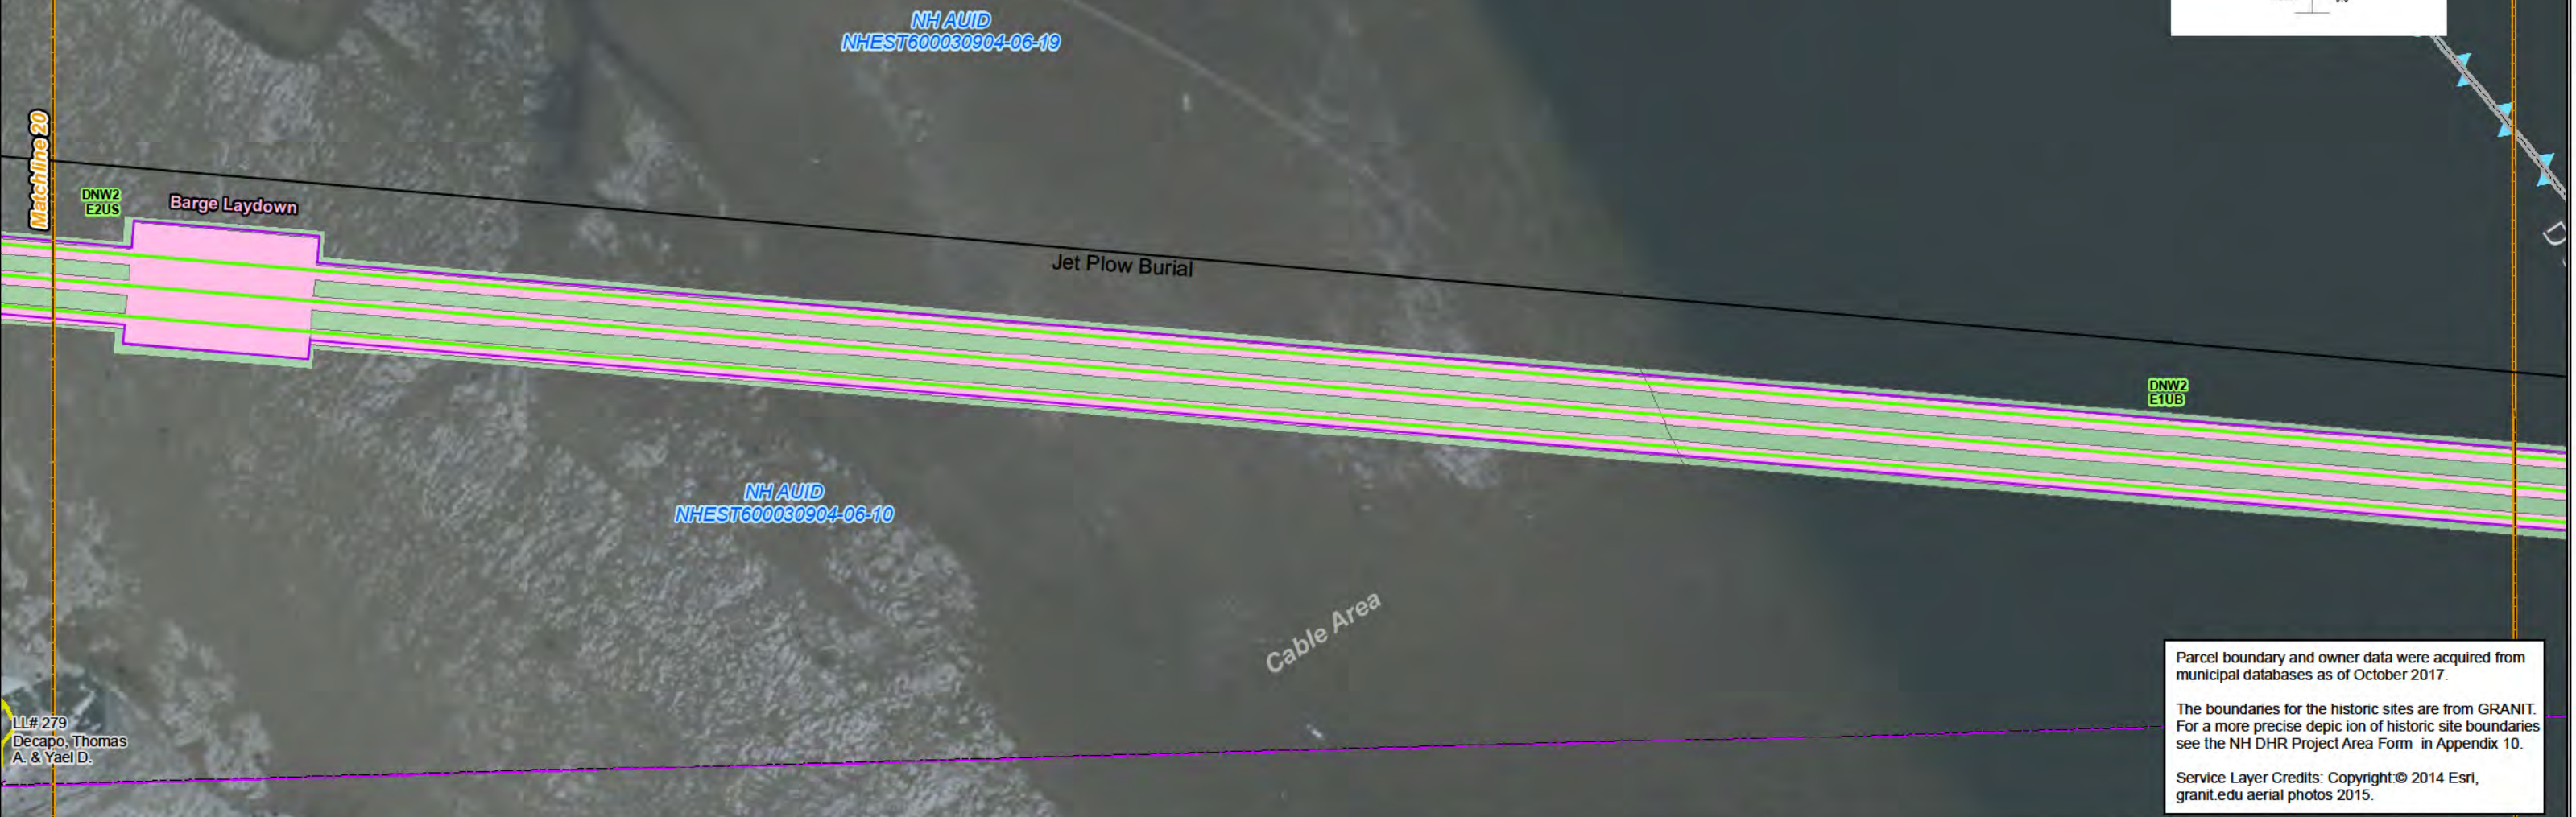 NH AUID
NHEST600030904-06-19
Matchline 20
DNW2
E2US
Barge Laydown
Jet Plow Burial
DNW2
E1UB
NH AUID
NHEST600030904-06-10
Cable Area
LL# 279
Decapo, Thomas
A. & Yael D.
Parcel boundary and owner data were acquired from
municipal databases as of October 2017.
The boundaries for the historic sites are from GRANIT.
For a more precise depic ion of historic site boundaries
see the NH DHR Project Area Form in Appendix 10.
Service Layer Credits: Copyright:© 2014 Esri,
granit.edu aerial photos 2015.